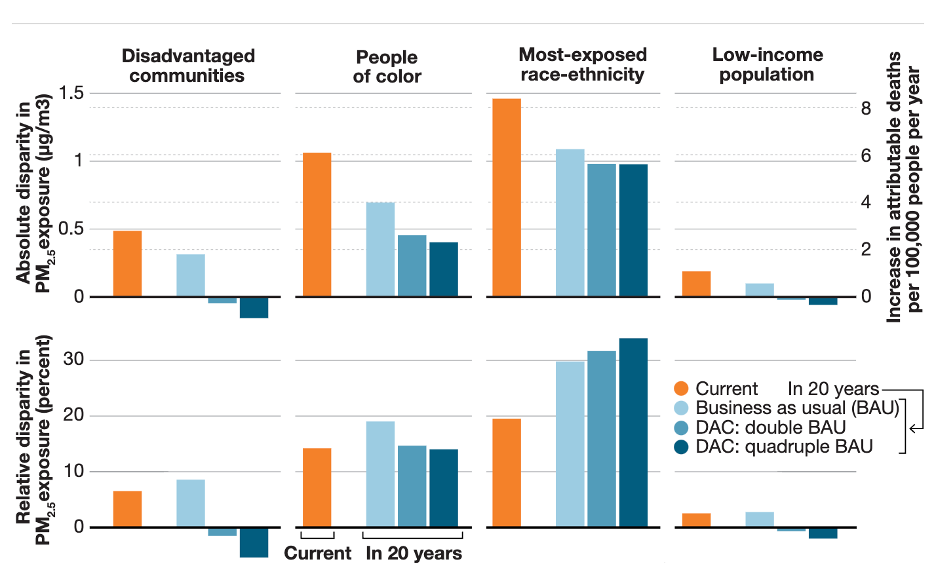 Disadvantaged
communities
People
of color
Most-exposed
race-ethnicity
Low-income
population
Absolute disparity in
PM2.5 exposure (µg/m3)
1.5
1
0.5
0
8
6
4
2
0
Increase in attributable deaths
per 100,000 people per year
Relative disparity in
PM2.5 exposure (percent)
30
20
10
0
Current
In 20 years
Current In 20 years
Business as usual (BAU)
DAC: double BAU
DAC: quadruple BAU